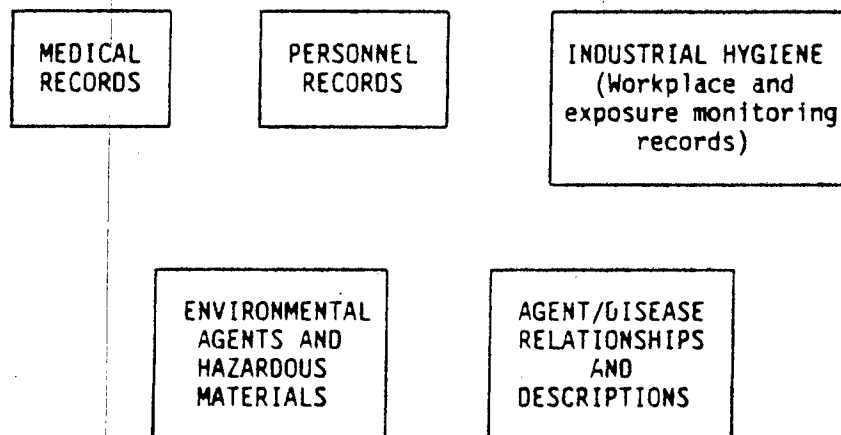 MEDICAL
RECORDS
PERSONNEL
RECORDS
INDUSTRIAL HYGIENE
(Workplace and
exposure monitoring
records)
ENVIRONMENTAL
AGENTS AND
HAZARDOUS
MATERIALS
AGENT/DISEASE
RELATIONSHIPS
AND
DESCRIPTIONS